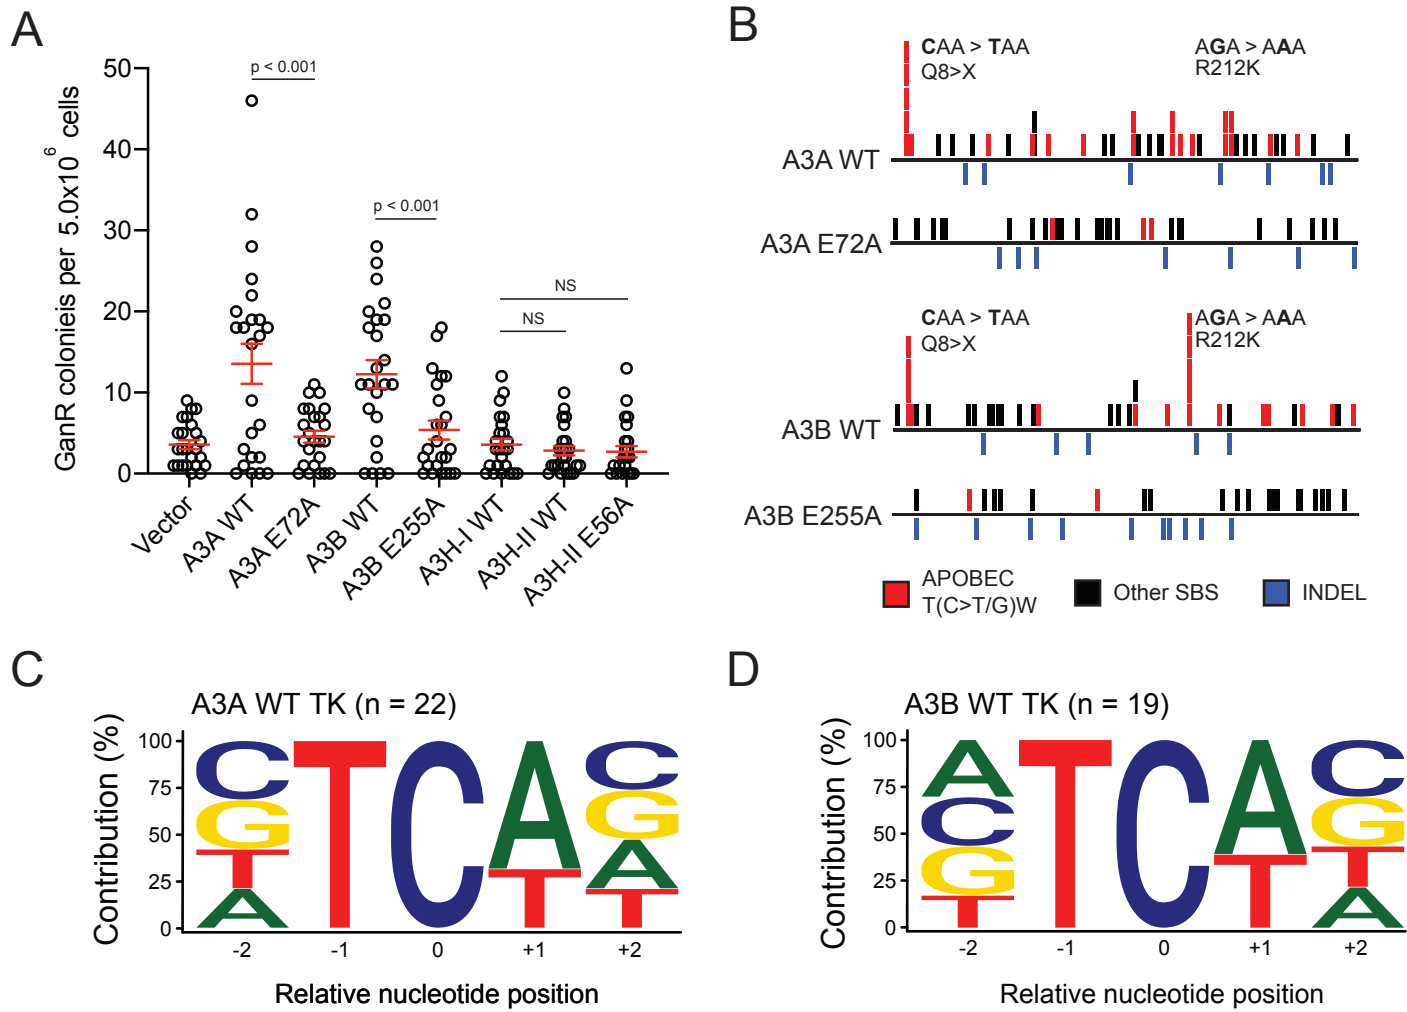 A
GanR colonieis per 5.0x10⁶ cells
50
40
30
20
10
0
p < 0.001
p < 0.001
NS
NS
Vector
A3A WT
A3A E72A
A3B WT
A3B E255A
A3H-I WT
A3H-II WT
A3H-II E56A
B
CAA > TAA
Q8>X
AGA > AAA
R212K
A3A WT
A3A E72A
CAA > TAA
Q8>X
AGA > AAA
R212K
A3B WT
A3B E255A
APOBEC
T(C>T/G)W
Other SBS
INDEL
C
A3A WT TK (n = 22)
Contribution (%)
100
75
50
25
0
C G T A
T
C
A T
C G A T
-2 -1 0 +1 +2
Relative nucleotide position
D
A3B WT TK (n = 19)
Contribution (%)
100
75
50
25
0
A C G T
T
C
A T
C G T A
-2 -1 0 +1 +2
Relative nucleotide position